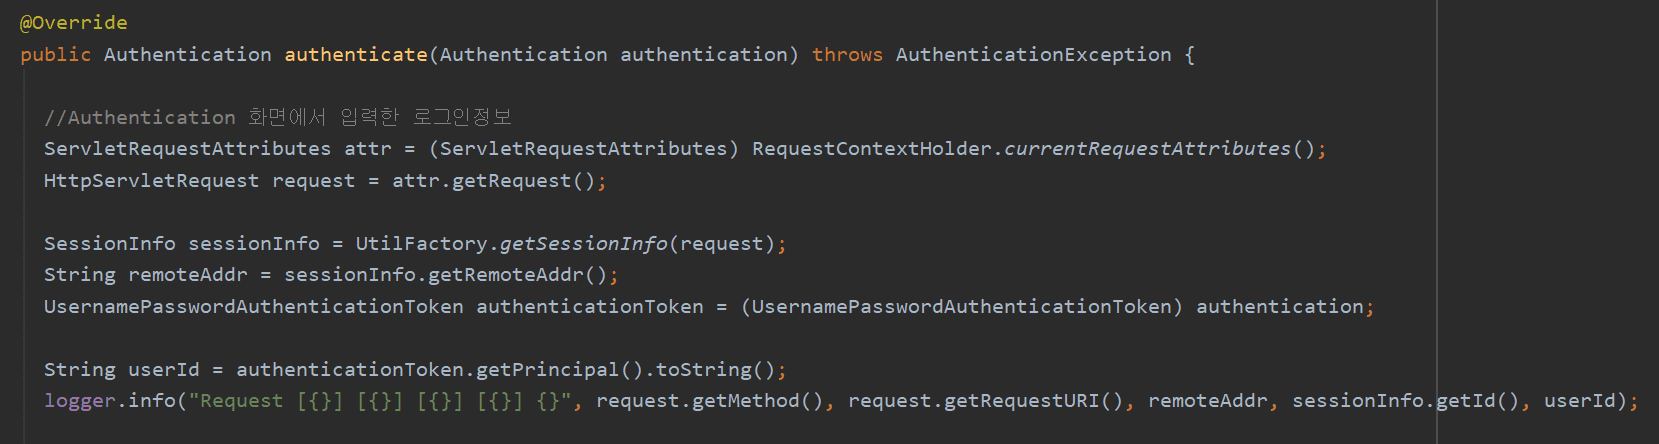 @Override
public Authentication authenticate(Authentication authentication) throws AuthenticationException {
//Authentication 화면에서 입력한 로그인정보
ServletRequestAttributes attr = (ServletRequestAttributes) RequestContextHolder.currentRequestAttributes();
HttpServletRequest request = attr.getRequest();
SessionInfo sessionInfo = UtilFactory.getSessionInfo(request);
String remoteAddr = sessionInfo.getRemoteAddr();
UsernamePasswordAuthenticationToken authenticationToken = (UsernamePasswordAuthenticationToken) authentication;
String userId = authenticationToken.getPrincipal().toString();
logger.info("Request [{}] [{}] [{}] [{}] {}", request.getMethod(), request.getRequestURI(), remoteAddr, sessionInfo.getId(), userId);